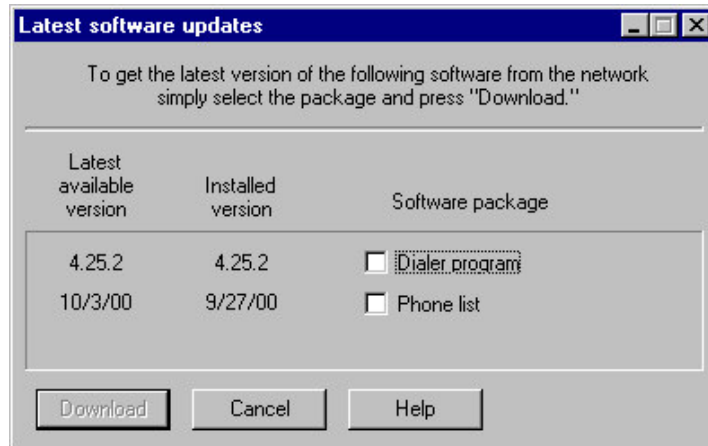 Latest software updates
To get the latest version of the following software from the network
simply select the package and press "Download."
Latest
available
version
Installed
version
Software package
4.25.2 4.25.2 Dialer program
10/3/00 9/27/00 Phone list
Download Cancel Help